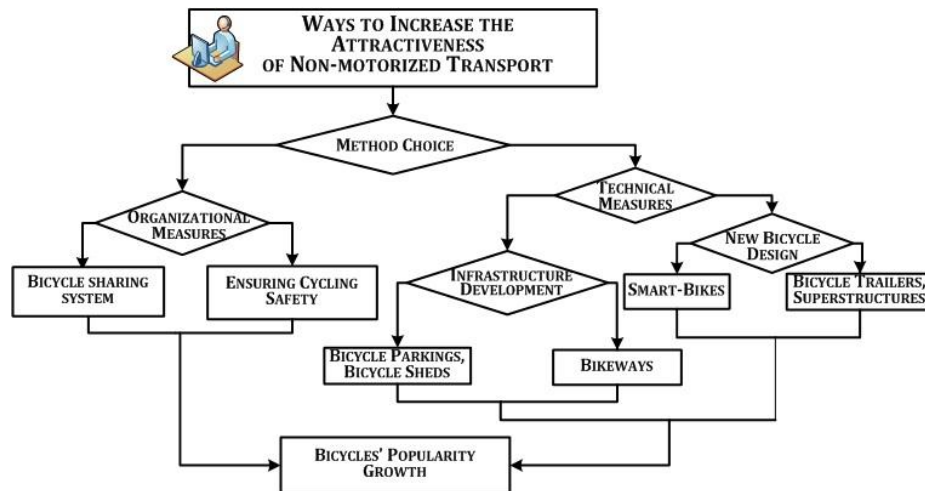 WAYS TO INCREASE THE
ATTRACTIVENESS
OF NON-MOTORIZED TRANSPORT
METHOD CHOICE
ORGANIZATIONAL
MEASURES
TECHNICAL
MEASURES
BICYCLE SHARING
SYSTEM
ENSURING CYCLING
SAFETY
INFRASTRUCTURE
DEVELOPMENT
NEW BICYCLE
DESIGN
SMART-BIKES
BICYCLE TRAILERS,
SUPERSTRUCTURES
BICYCLE PARKINGS,
BICYCLE SHEDS
BIKEWAYS
BICYCLES' POPULARITY
GROWTH